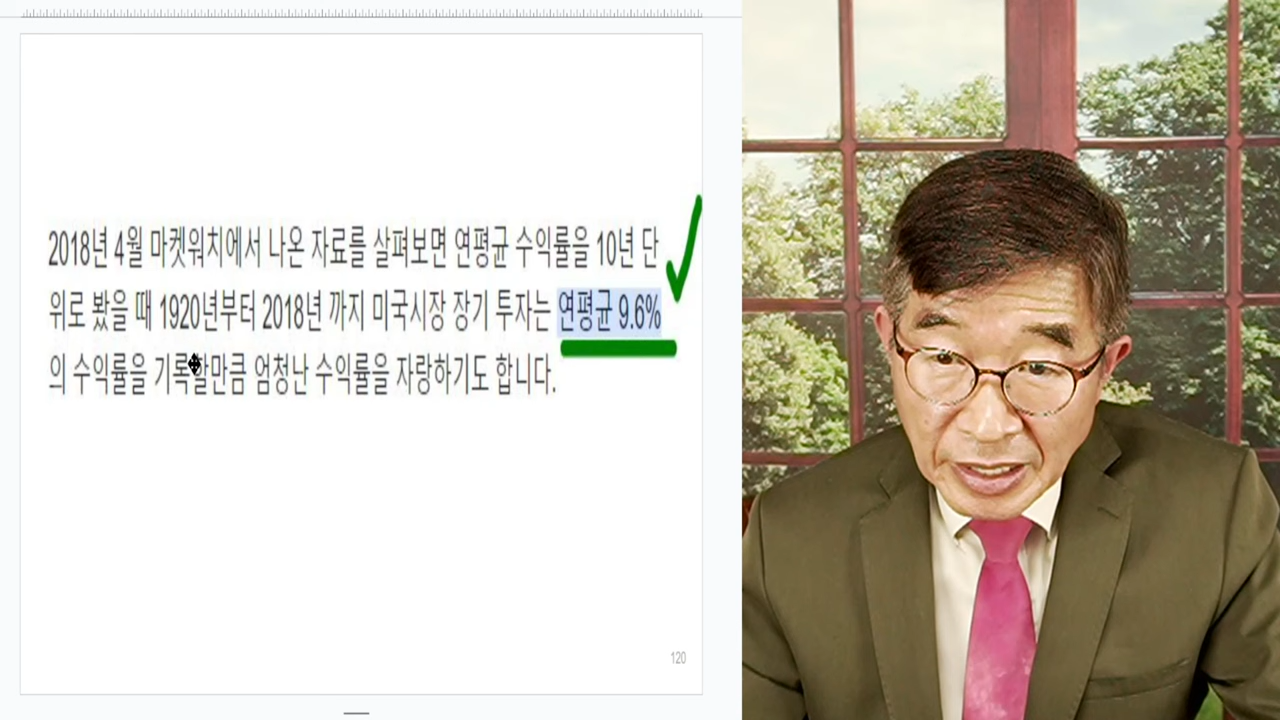 2018년 4월 마켓워치에서 나온 자료를 살펴보면 연평균 수익률을 10년 단
위로 봤을 때 1920년부터 2018년 까지 미국시장 장기 투자는 연평균 9.6%
의 수익률을 기록할만큼 엄청난 수익률을 자랑하기도 합니다.
120